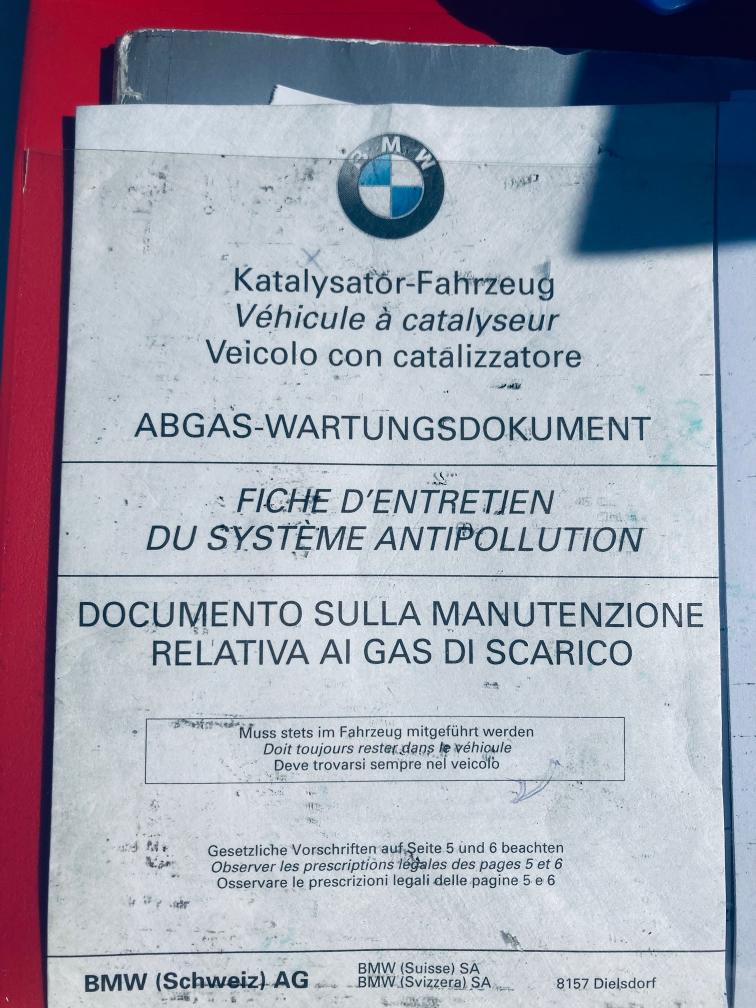 BMW
Katalysator-Fahrzeug
Véhicule à catalyseur
Veicolo con catalizzatore
ABGAS-WARTUNGSDOKUMENT
FICHE D'ENTRETIEN
DU SYSTÈME ANTIPOLLUTION
DOCUMENTO SULLA MANUTENZIONE
RELATIVA AI GAS DI SCARICO
Muss stets im Fahrzeug mitgeführt werden
Doit toujours rester dans le véhicule
Deve trovarsi sempre nel veicolo
Gesetzliche Vorschriften auf Seite 5 und 6 beachten
Observer les prescriptions légales des pages 5 et 6
Osservare le prescrizioni legali delle pagine 5 e 6
BMW (Schweiz) AG
BMW (Suisse) SA
BMW (Svizzera) SA
8157 Dielsdorf